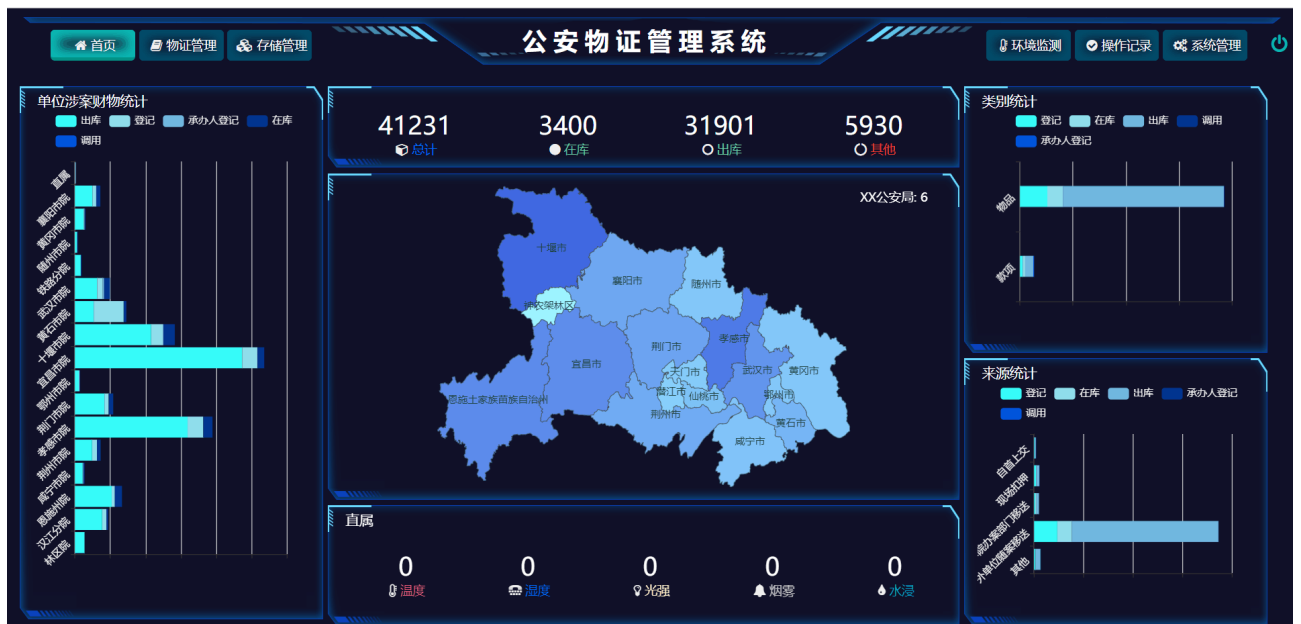 首页
物证管理
存储管理
公安物证管理系统
环境监测
操作记录
系统管理
单位涉案财物统计
出库 登记 承办人登记 在库
调用
直属
襄阳市院
黄冈市院
随州市院
铁路分院
武汉市院
黄石市院
十堰市院
宜昌市院
鄂州市院
荆门市院
孝感市院
荆州市院
咸宁市院
恩施州院
汉江分院
林区院
41231 3400 31901 5930
总计 在库 出库 其他
XX公安局: 6
十堰市
襄阳市
随州市
神农架林区
孝感市
荆门市
宜昌市
天门市
武汉市
黄冈市
潜江市
仙桃市
鄂州市
恩施土家族苗族自治州
荆州市
黄石市
咸宁市
直属
0 0 0 0 0
温度 湿度 光强 烟雾 水浸
类别统计
登记 在库 出库 调用
承办人登记
物品
款项
来源统计
登记 在库 出库 承办人登记
调用
自首上交
现场扣押
院办案部门移送
外单位随案移送
其他